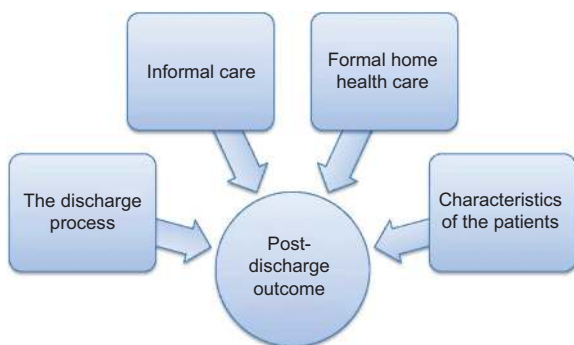 Informal care
Formal home
health care
The discharge
process
Characteristics
of the patients
Post-
discharge
outcome